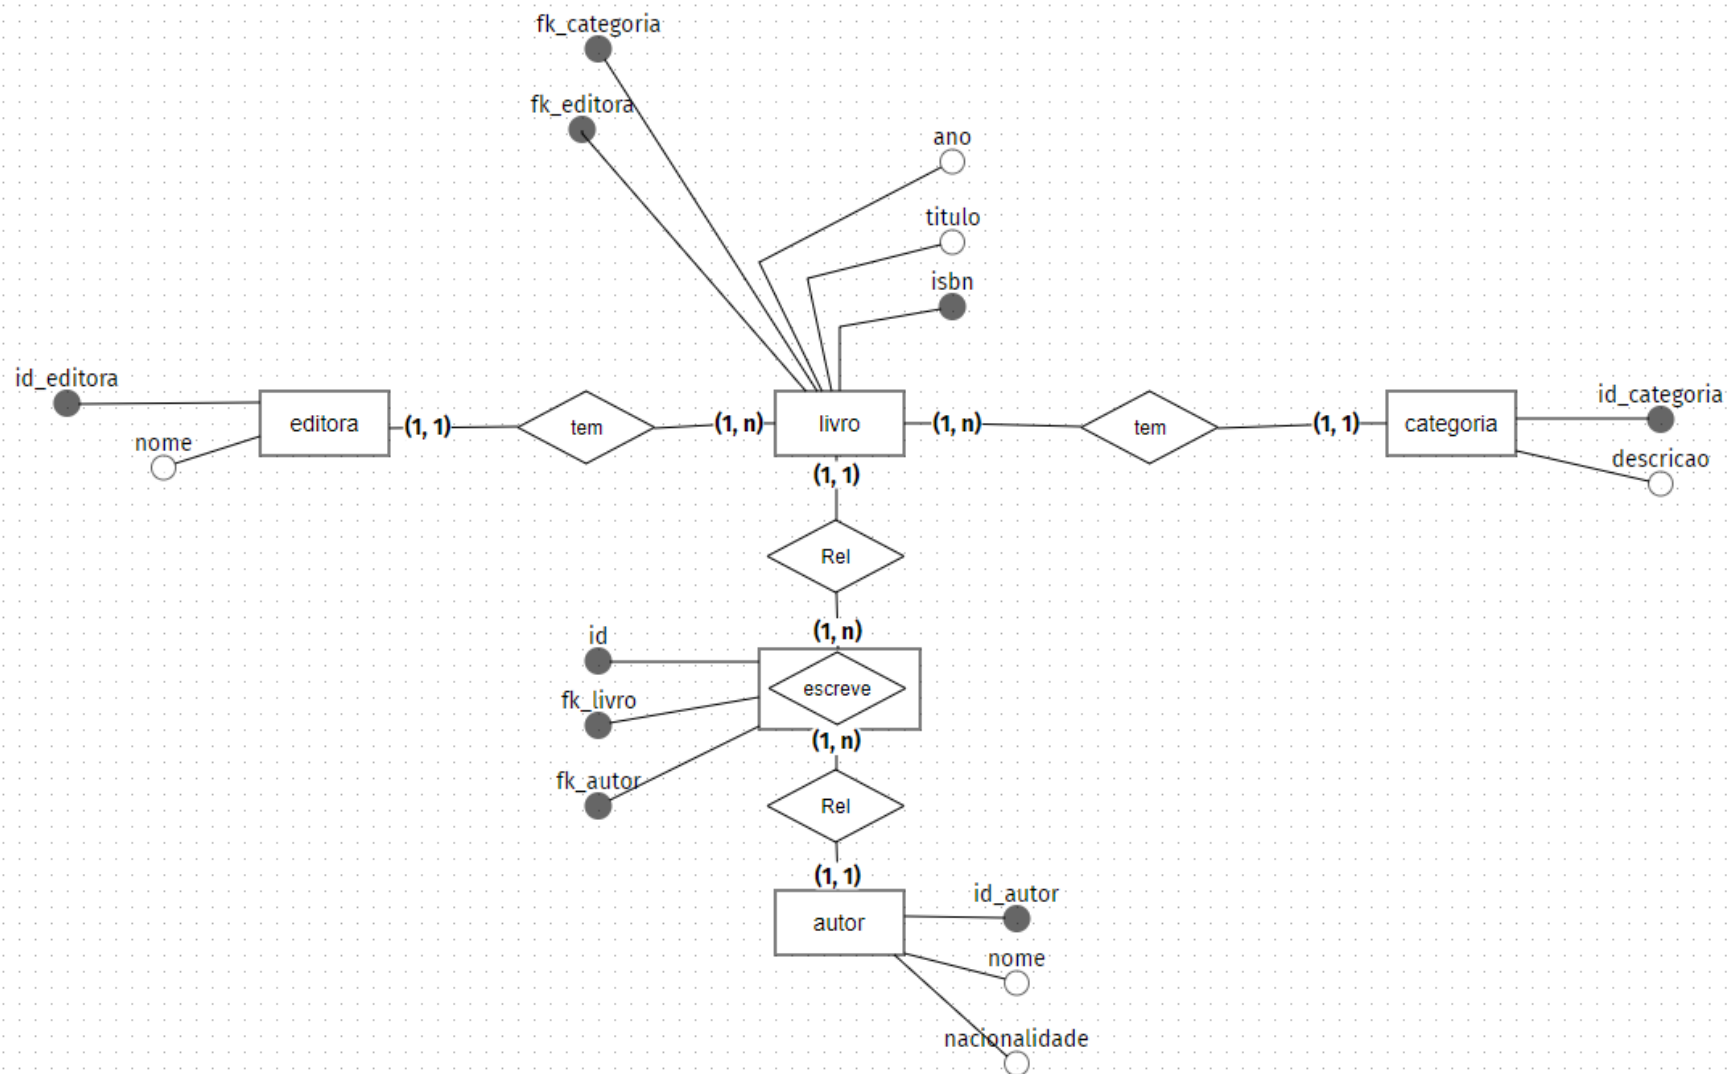 fk_categoria
fk_editora
ano
titulo
isbn
id_editora
nome
editora
(1, 1)
tem
(1, n)
livro
(1, n)
tem
(1, 1)
categoria
id_categoria
descricao
(1, 1)
Rel
(1, n)
id
fk_livro
fk_autor
escreve
(1, n)
Rel
(1, 1)
autor
id_autor
nome
nacionalidade